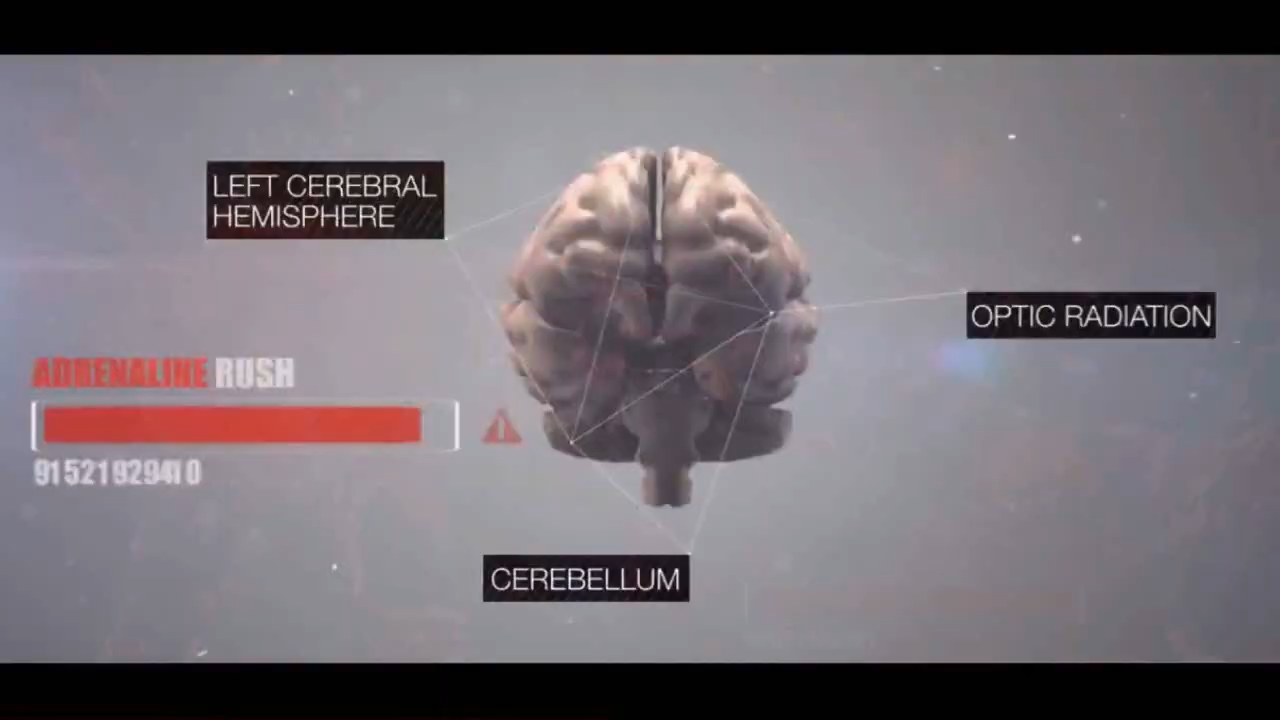 LEFT CEREBRAL
HEMISPHERE
OPTIC RADIATION
ADRENALINE RUSH
CEREBELLUM